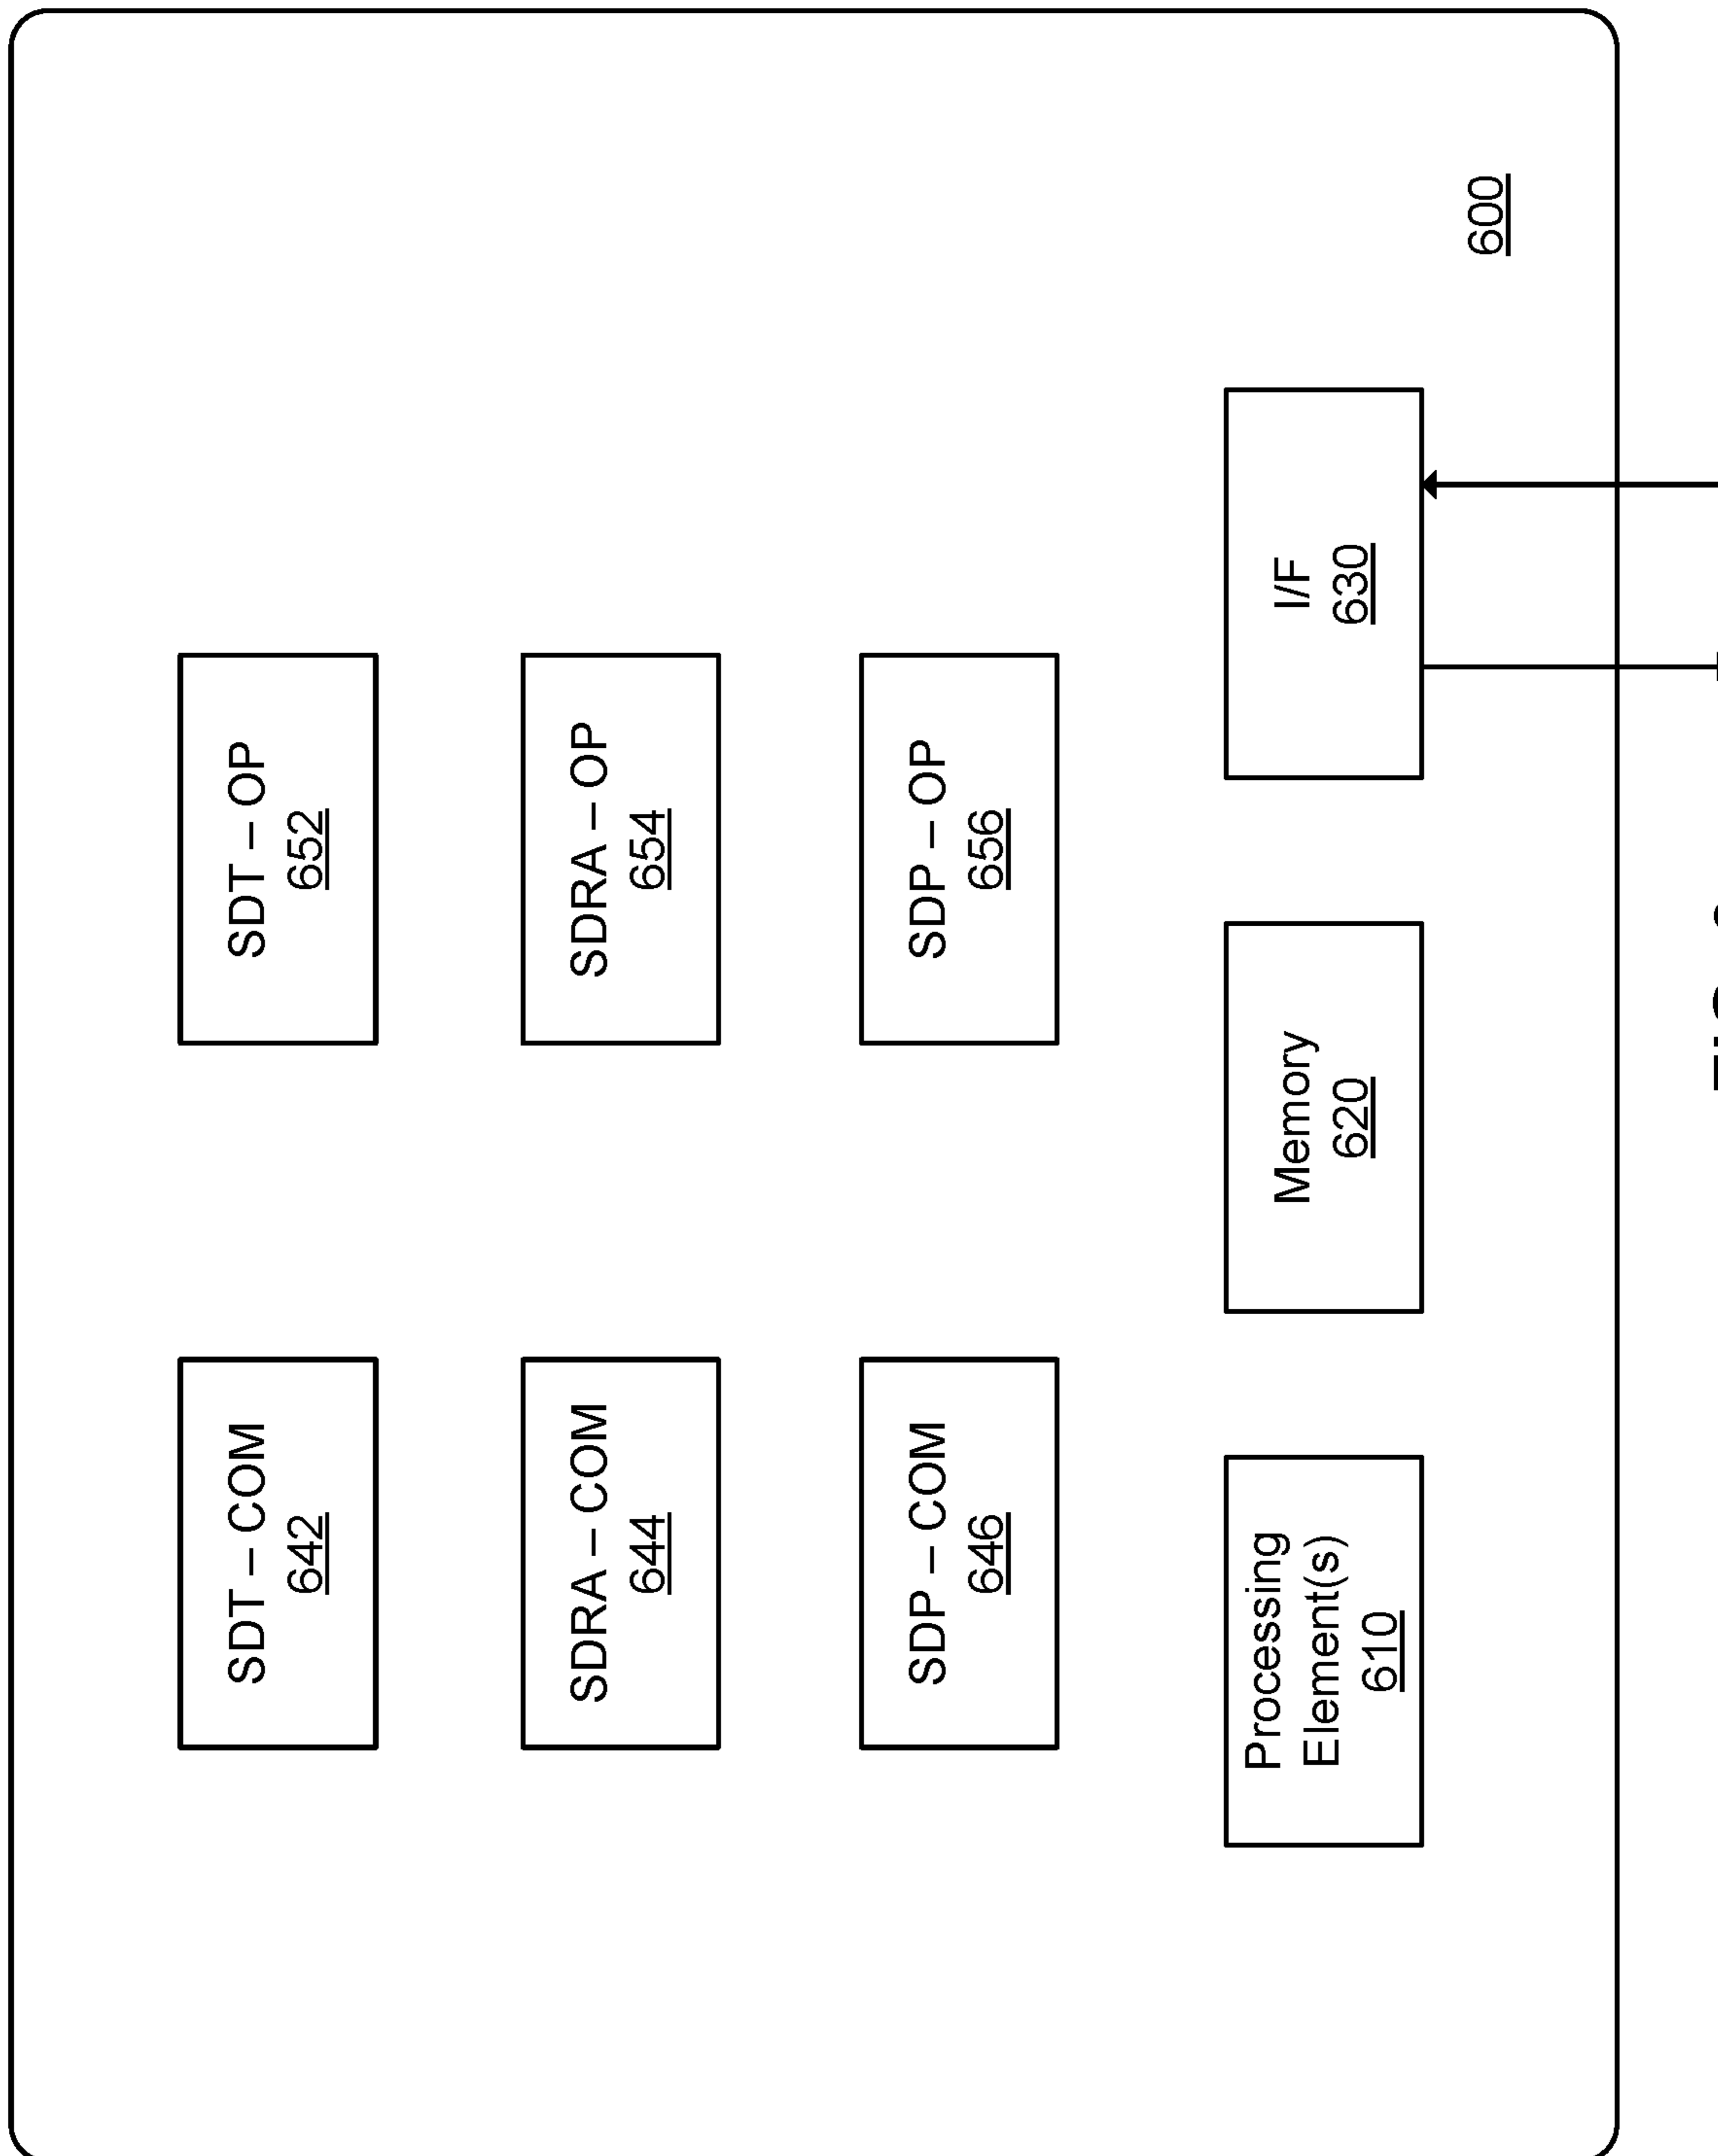 SDT – COM
642
SDT – OP
652
SDRA – COM
644
SDRA – OP
654
SDP – COM
646
SDP – OP
656
Processing
Element(s)
610
Memory
620
I/F
630
600